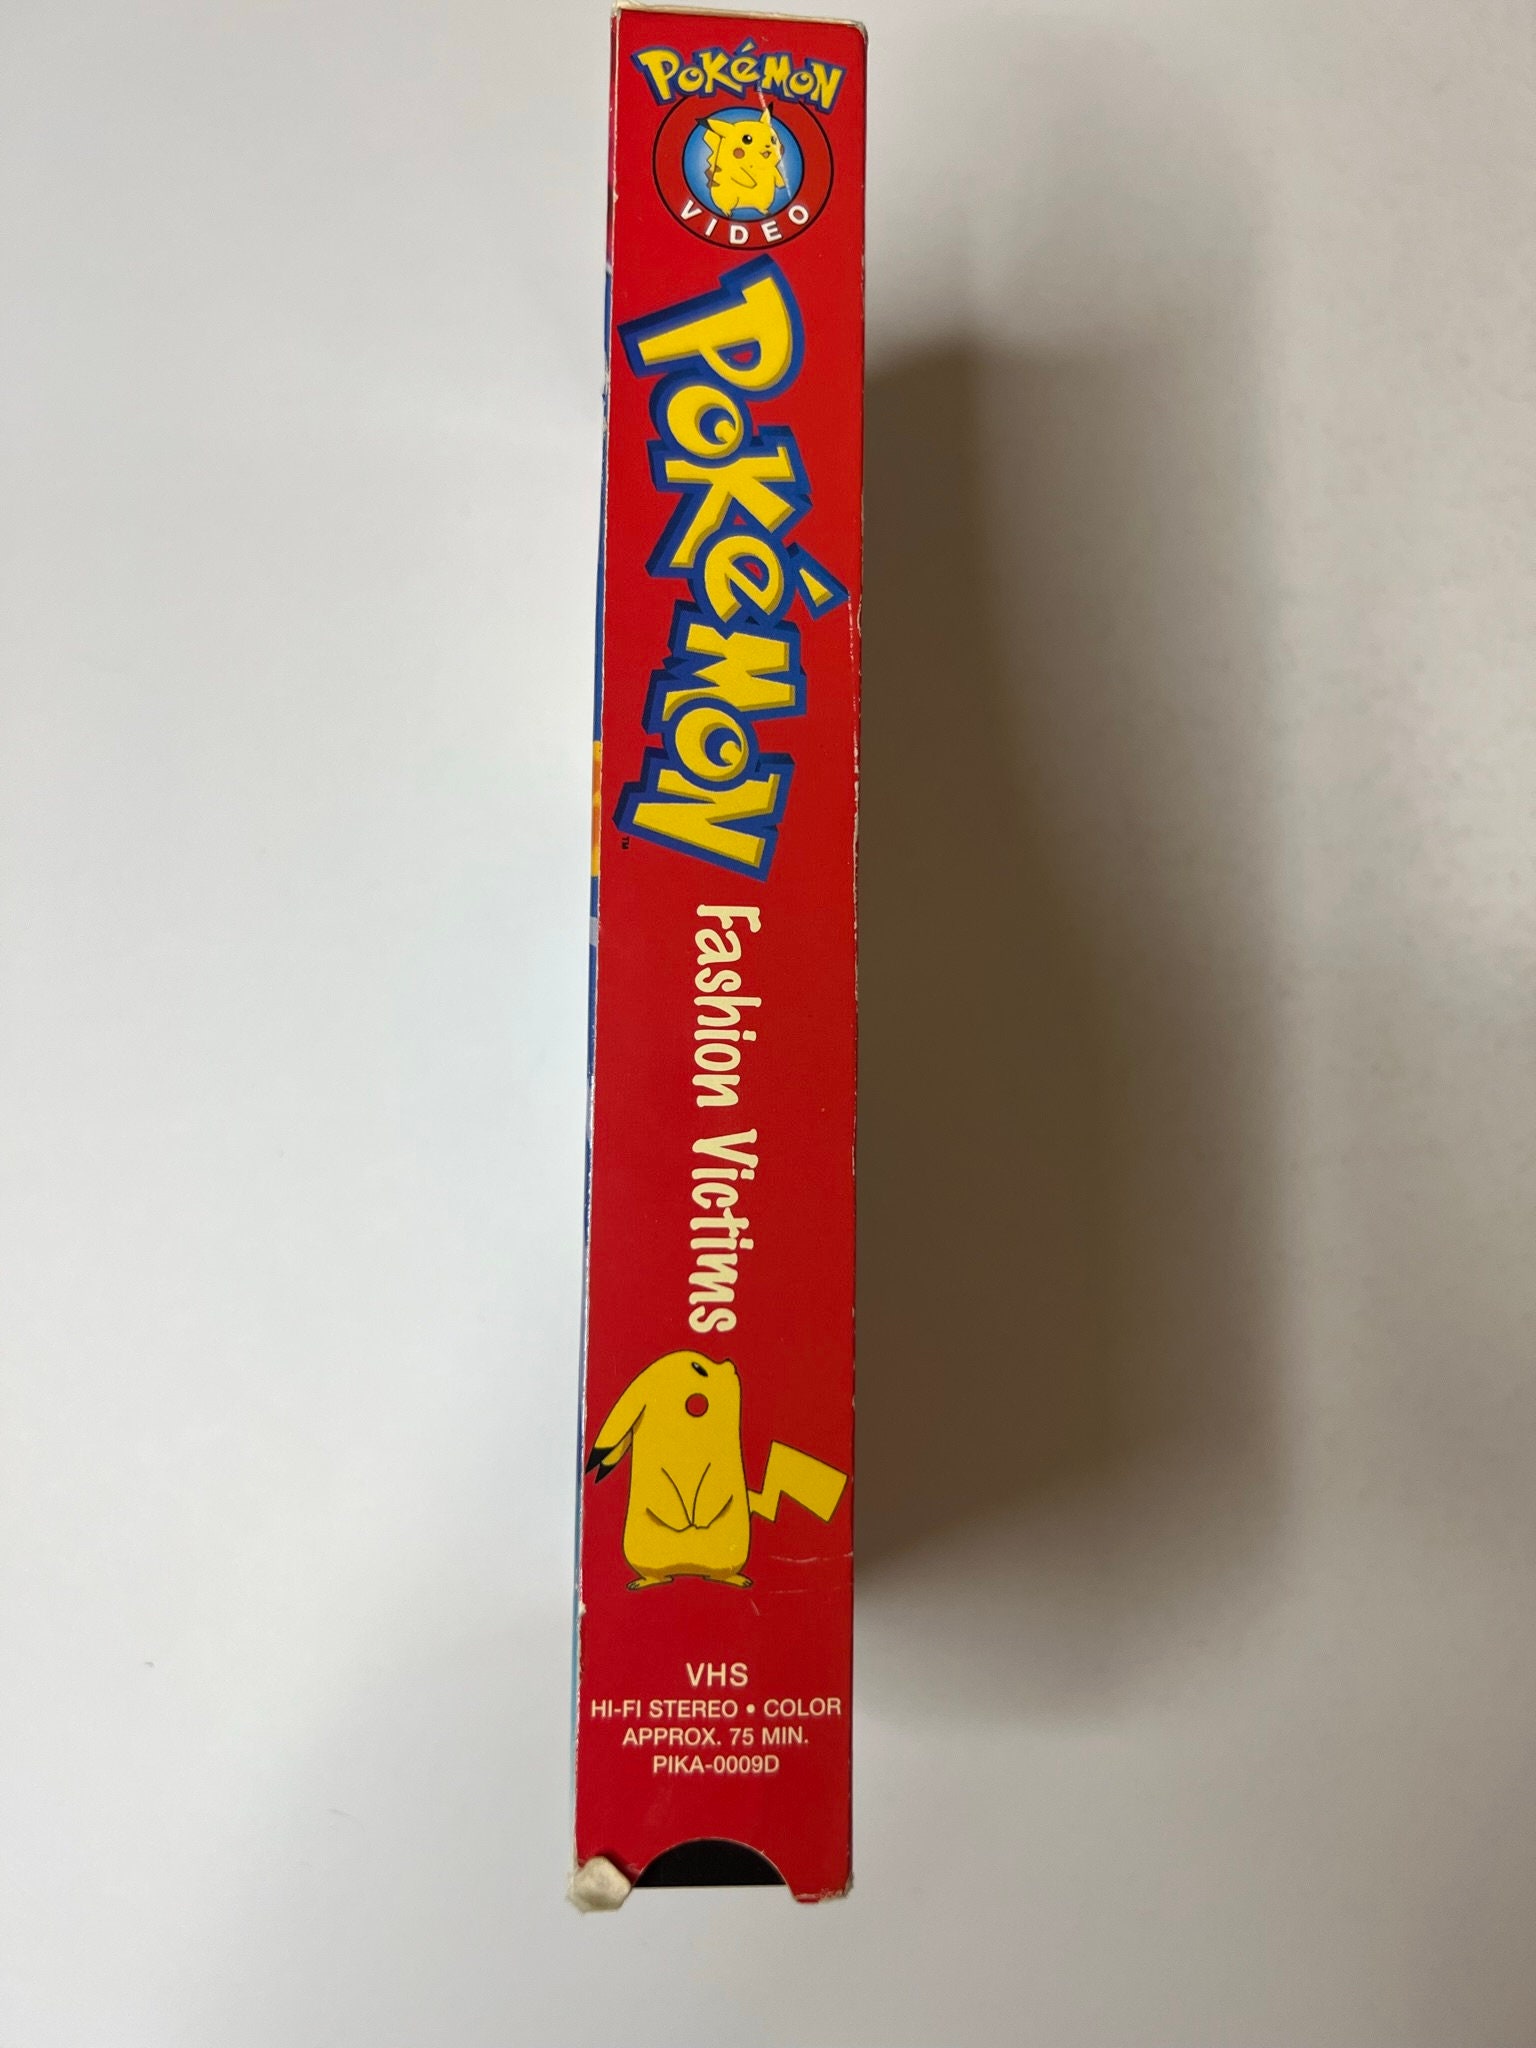 POKéMON
VIDEO
POKéMON
TM
Fashion Victims
VHS
HI-FI STEREO • COLOR
APPROX. 75 MIN.
PIKA-0009D